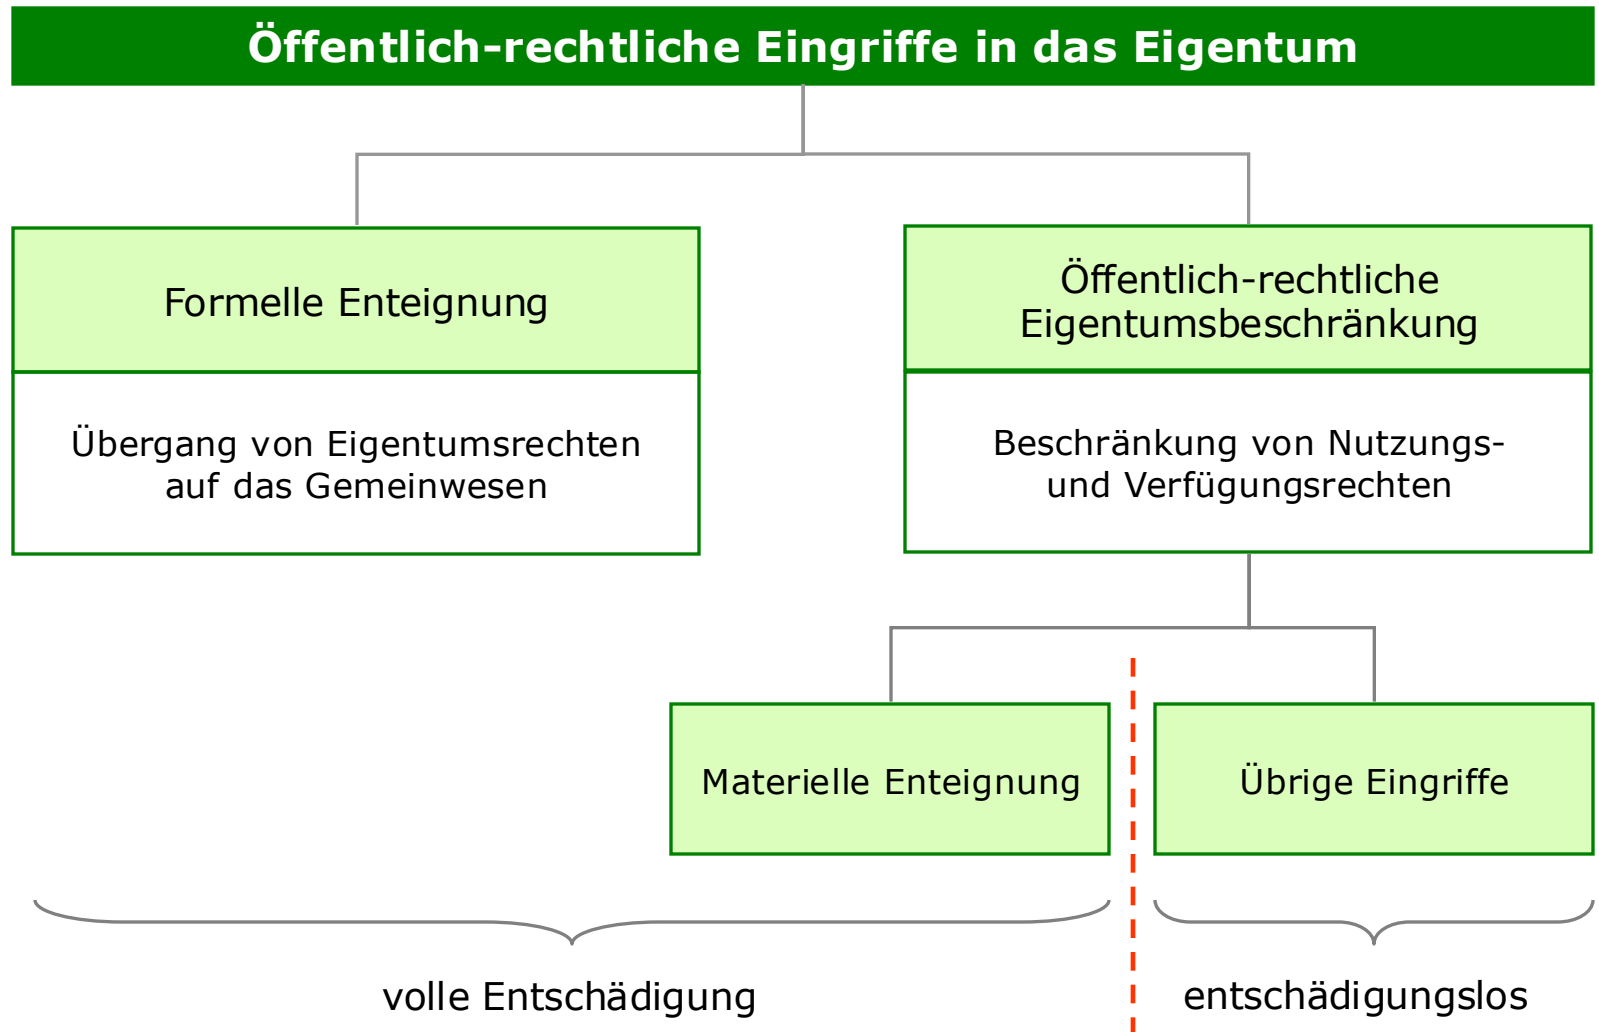 Öffentlich-rechtliche Eingriffe in das Eigentum
Formelle Enteignung
Übergang von Eigentumsrechten
auf das Gemeinwesen
Öffentlich-rechtliche
Eigentumsbeschränkung
Beschränkung von Nutzungs-
und Verfügungsrechten
Materielle Enteignung
Übrige Eingriffe
volle Entschädigung
entschädigungslos